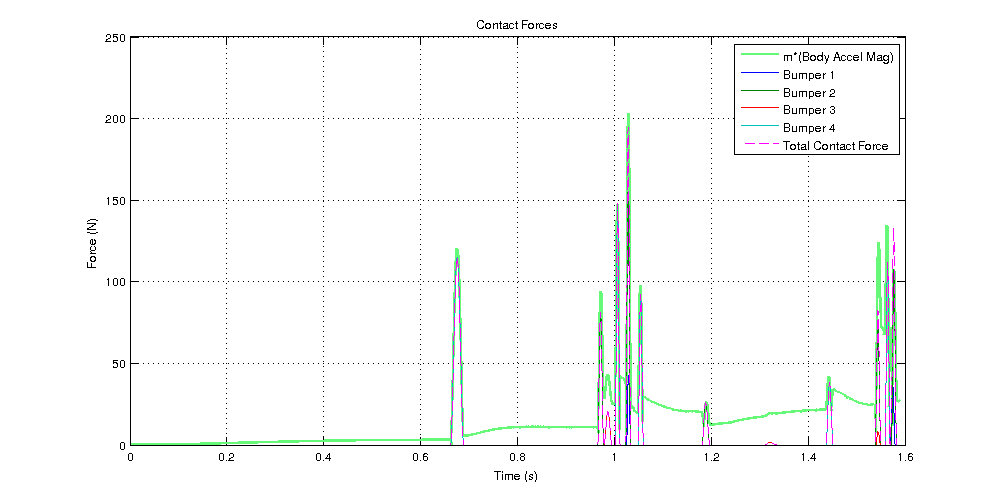 Contact Forces
250
200
150
100
50
0
Force (N)
m*(Body Accel Mag)
Bumper 1
Bumper 2
Bumper 3
Bumper 4
Total Contact Force
0 0.2 0.4 0.6 0.8 1 1.2 1.4 1.6
Time (s)